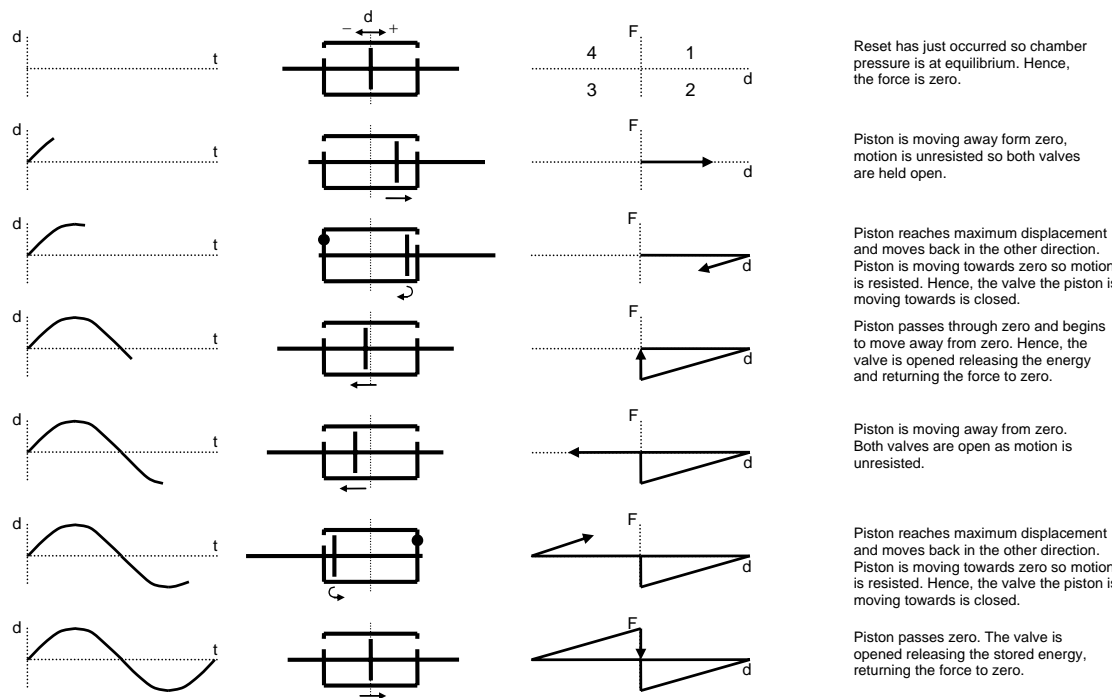 d
t
− d +
F
4 1
3 2
d
Reset has just occurred so chamber
pressure is at equilibrium. Hence,
the force is zero.
d
t
F
d
Piston is moving away form zero,
motion is unresisted so both valves
are held open.
d
t
F
d
Piston reaches maximum displacement
and moves back in the other direction.
Piston is moving towards zero so motion
is resisted. Hence, the valve the piston is
moving towards is closed.
d
t
F
d
Piston passes through zero and begins
to move away from zero. Hence, the
valve is opened releasing the energy
and returning the force to zero.
d
t
F
d
Piston is moving away from zero.
Both valves are open as motion is
unresisted.
d
t
F
d
Piston reaches maximum displacement
and moves back in the other direction.
Piston is moving towards zero so motion
is resisted. Hence, the valve the piston is
moving towards is closed.
d
t
F
d
Piston passes zero. The valve is
opened releasing the stored energy,
returning the force to zero.